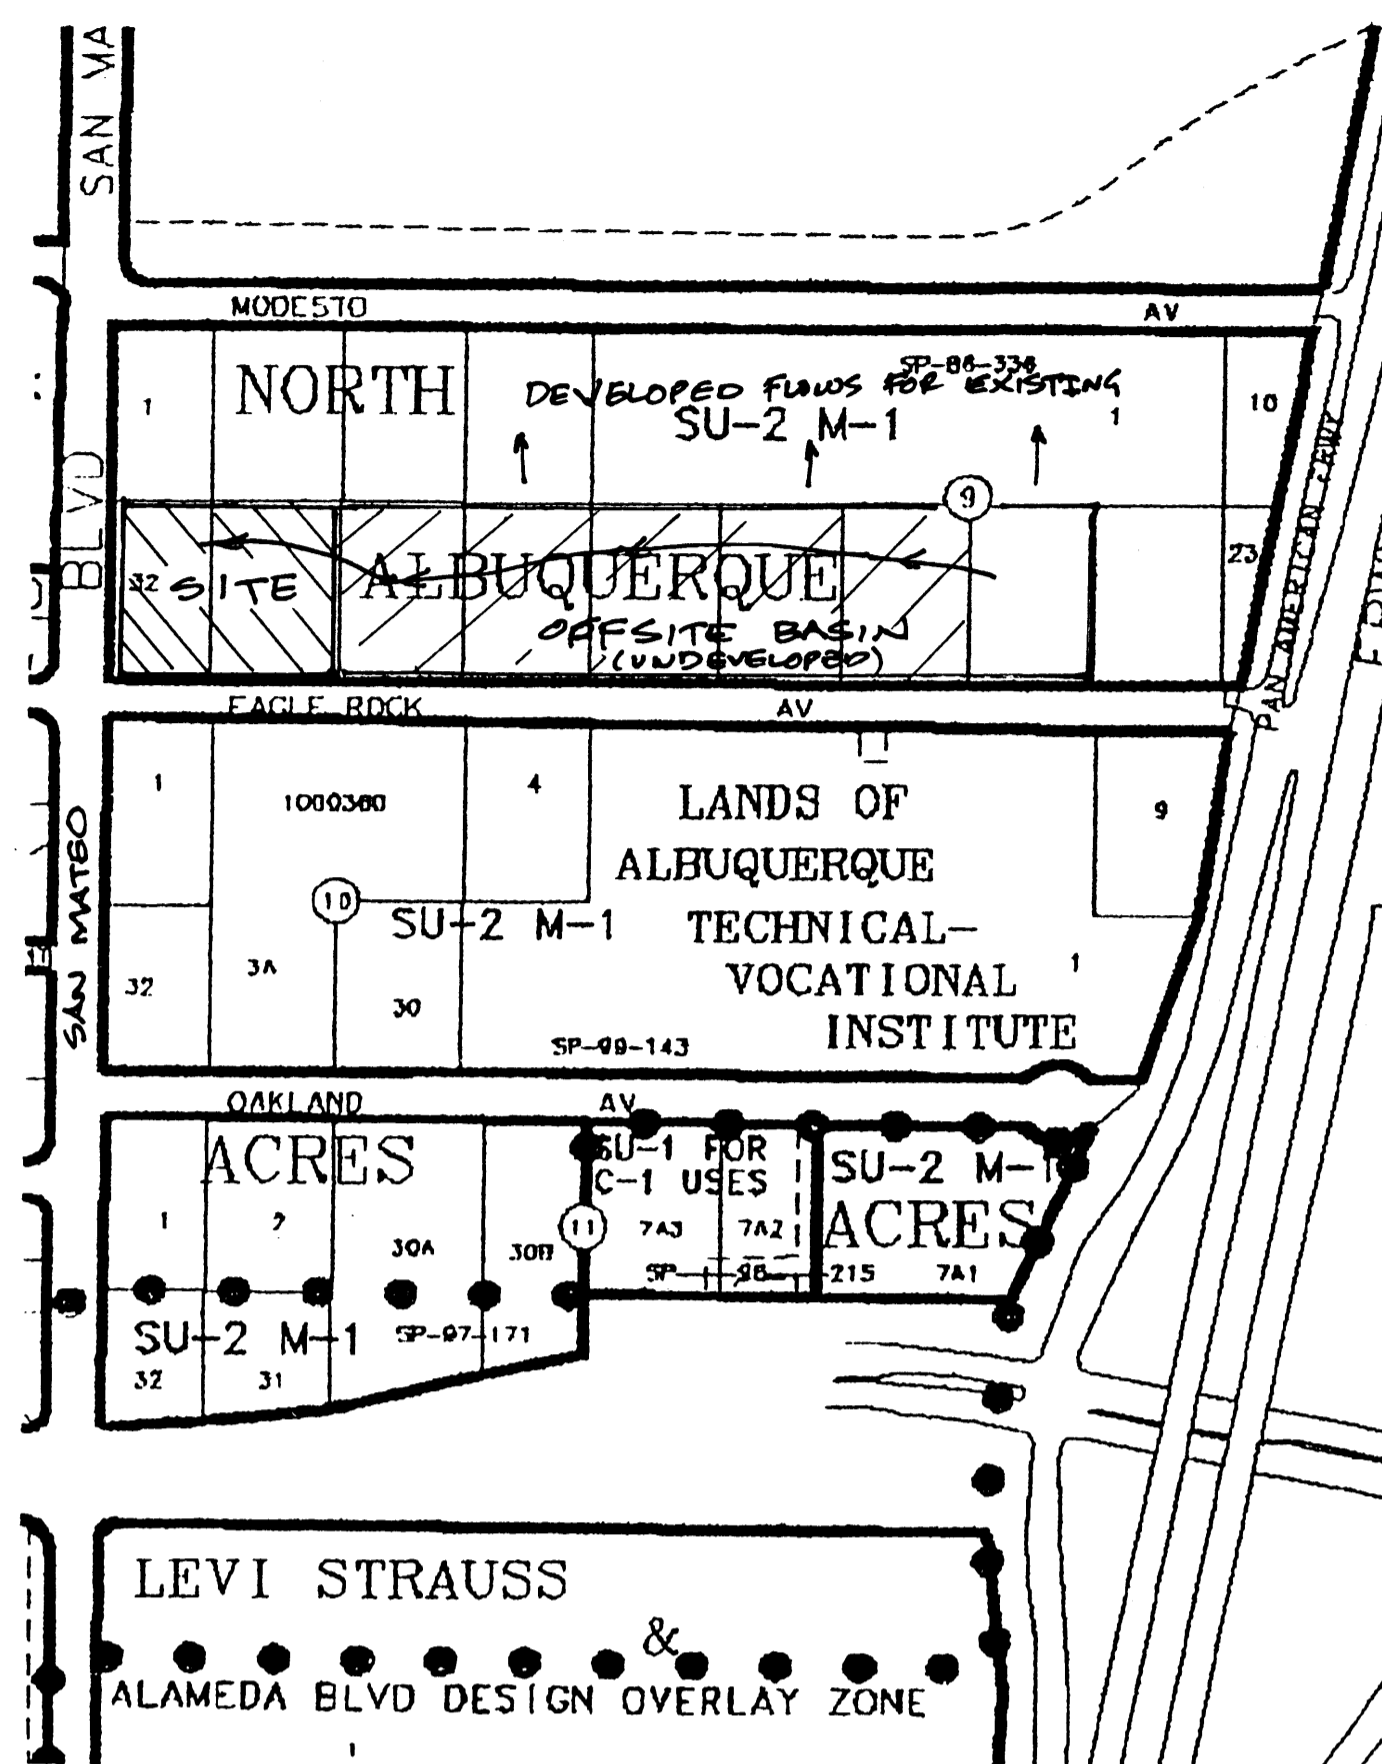 SAN MA
MODESTO AV
SP-86-336
NORTH
DEVELOPED FLOWS FOR EXISTING
SU-2 M-1
1
1
10
BLVD
9
32
SITE
ALBUQUERQUE
23
OFFSITE BASIN
(UNDEVELOPED)
PAN AMERICAN FRWY
EAGLE ROCK AV
1
1000360
4
LANDS OF
9
ALBUQUERQUE
SAN MATEO
10
SU-2 M-1
TECHNICAL-
3A
1
32
VOCATIONAL
30
INSTITUTE
SP-99-143
OAKLAND AV
ACRES
SU-1 FOR
C-1 USES
SU-2 M-1
1
2
11
7A3
7A2
ACRES
30A
30B
SP-96-215
7A1
SU-2 M-1
SP-97-171
32
31
LEVI STRAUSS
&
ALAMEDA BLVD DESIGN OVERLAY ZONE
1